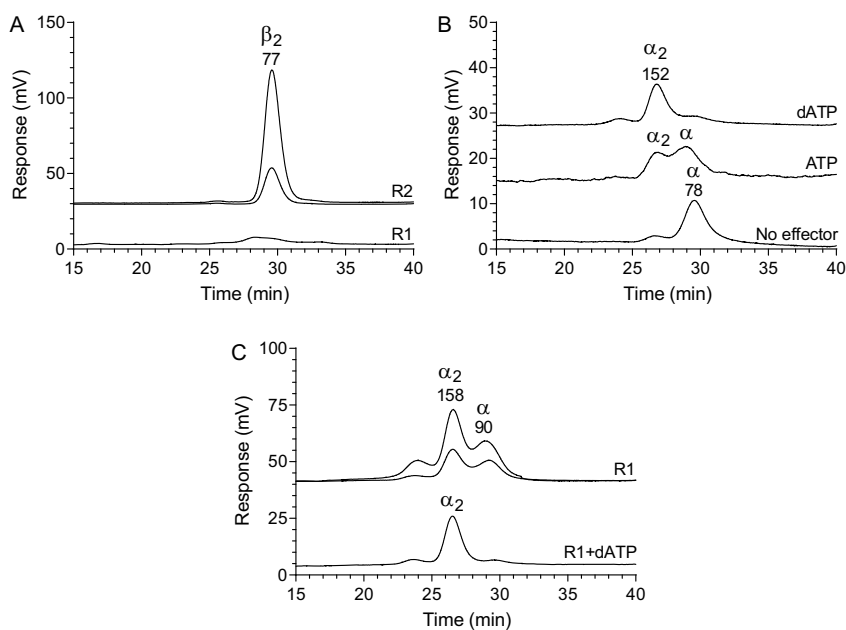 A
150
100
50
0
Response (mV)
β2
77
R2
R1
15 20 25 30 35 40
Time (min)
B
50
40
30
20
10
0
Response (mV)
α2
152
dATP
α2 α
ATP
α
78
No effector
15 20 25 30 35 40
Time (min)
C
100
75
50
25
0
Response (mV)
α2
158
α
90
R1
α2
R1+dATP
15 20 25 30 35 40
Time (min)